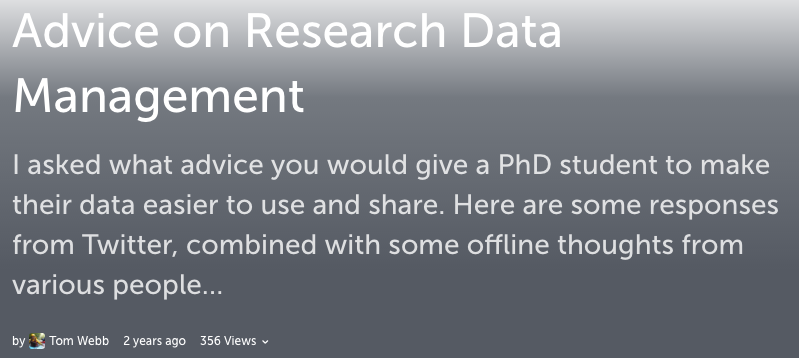 Advice on Research Data
Management
I asked what advice you would give a PhD student to make
their data easier to use and share. Here are some responses
from Twitter, combined with some offline thoughts from
various people...
by Tom Webb 2 years ago 356 Views